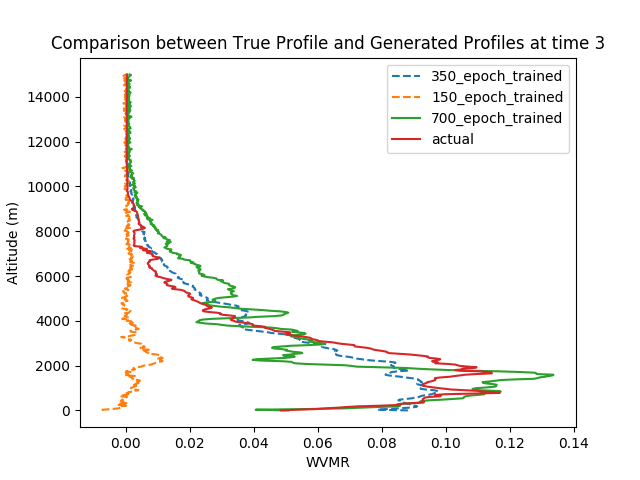 Comparison between True Profile and Generated Profiles at time 3
350_epoch_trained
150_epoch_trained
700_epoch_trained
actual
14000
12000
10000
8000
6000
4000
2000
0
Altitude (m)
0.00 0.02 0.04 0.06 0.08 0.10 0.12 0.14
WVMR